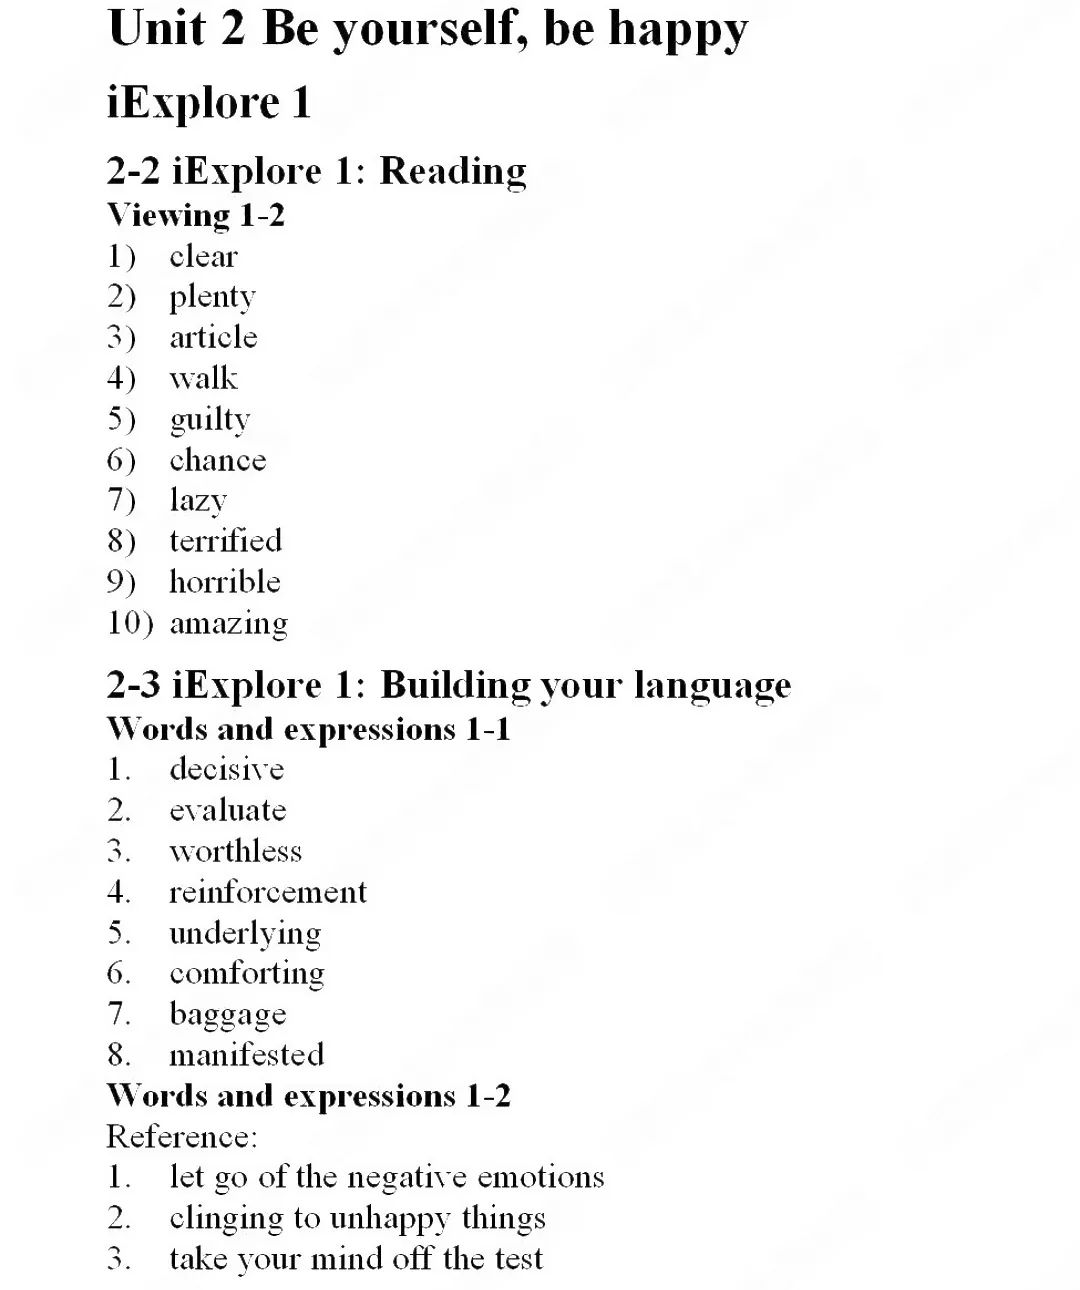 Unit 2 Be yourself, be happy
iExplore 1
2-2 iExplore 1: Reading
Viewing 1-2
1) clear
2) plenty
3) article
4) walk
5) guilty
6) chance
7) lazy
8) terrified
9) horrible
10) amazing
2-3 iExplore 1: Building your language
Words and expressions 1-1
1. decisive
2. evaluate
3. worthless
4. reinforcement
5. underlying
6. comforting
7. baggage
8. manifested
Words and expressions 1-2
Reference:
1. let go of the negative emotions
2. clinging to unhappy things
3. take your mind off the test